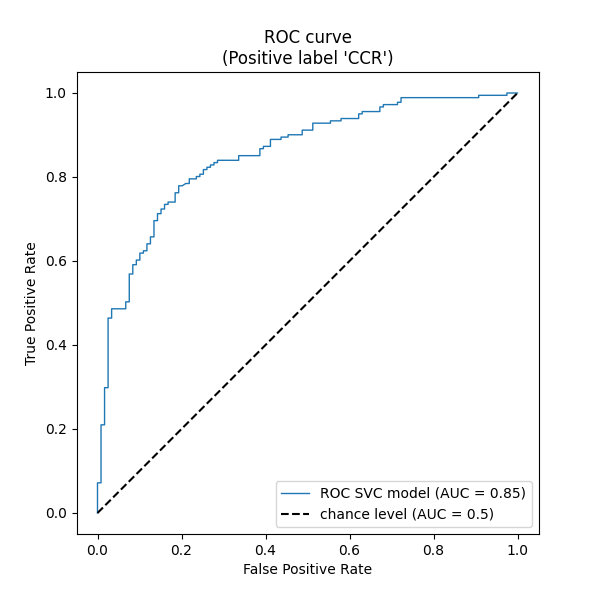 ROC curve
(Positive label 'CCR')
1.0
0.8
0.6
0.4
0.2
0.0
True Positive Rate
ROC SVC model (AUC = 0.85)
chance level (AUC = 0.5)
0.0 0.2 0.4 0.6 0.8 1.0
False Positive Rate